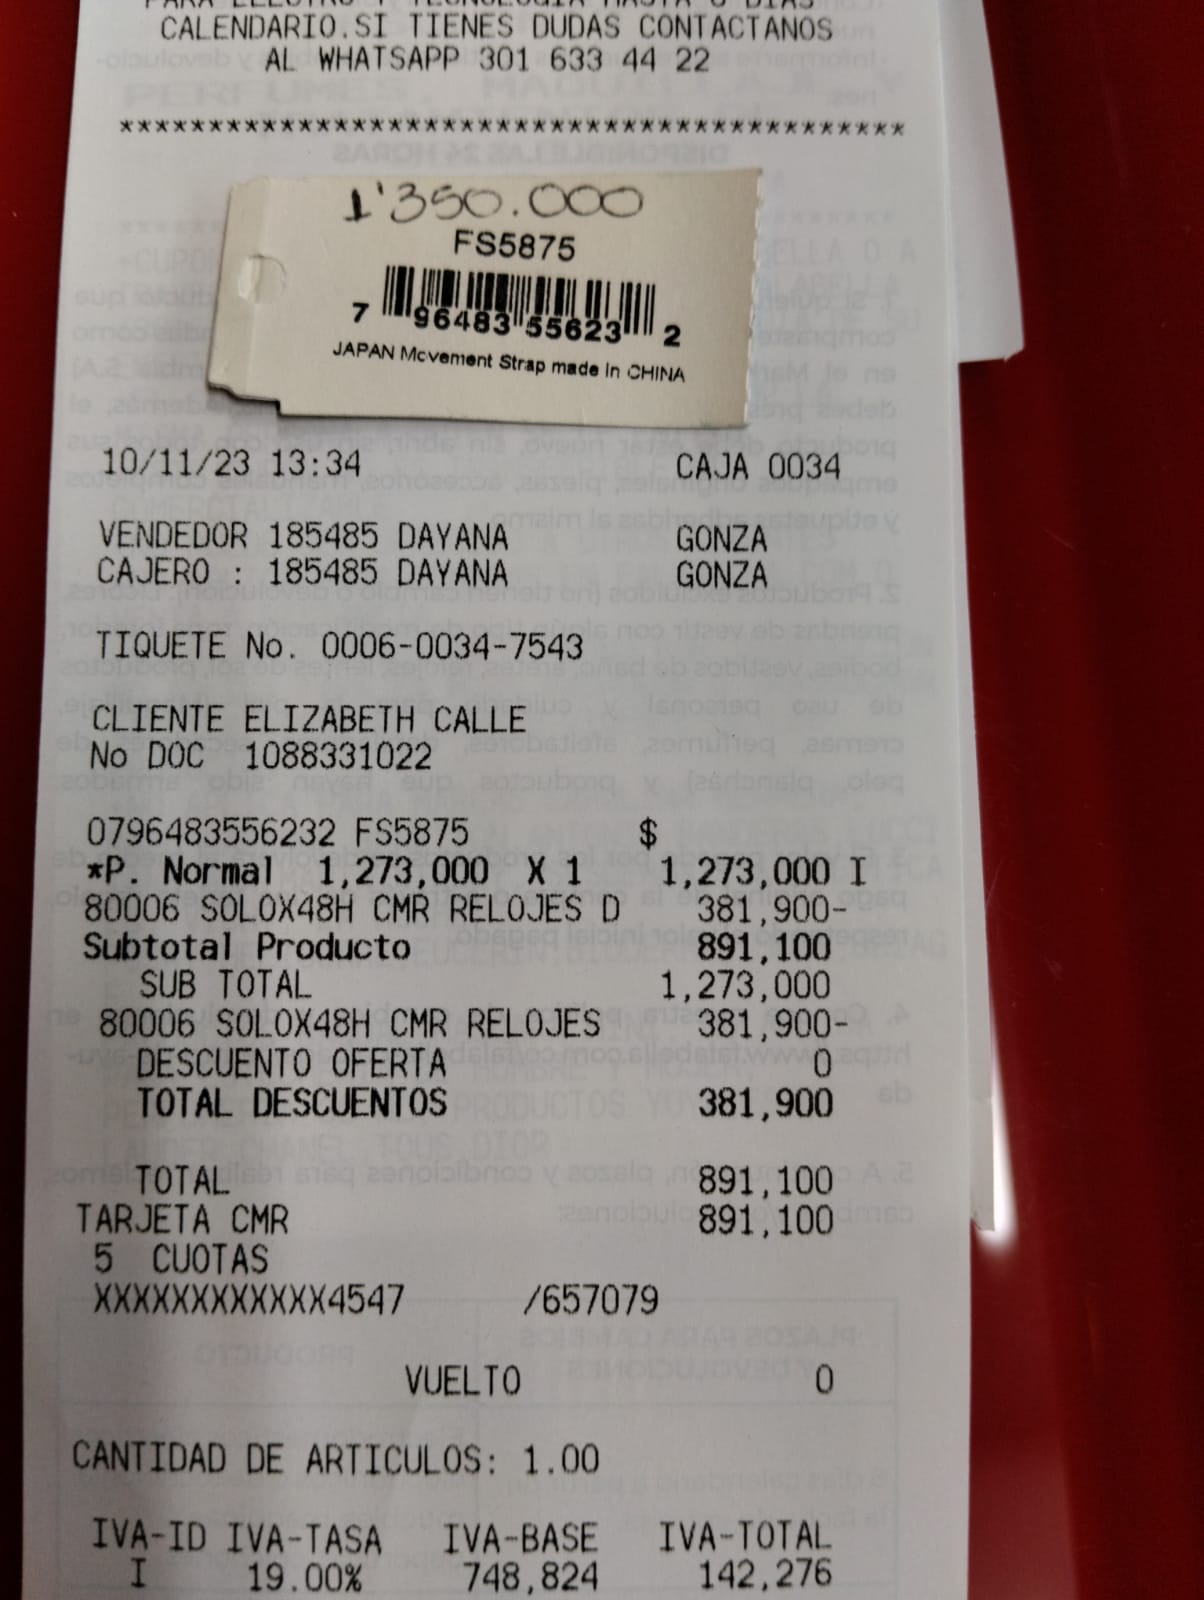 CALENDARIO.SI TIENES DUDAS CONTACTANOS
AL WHATSAPP 301 633 44 22
********************************************
1'350.000
FS5875
7 96483 55623 2
JAPAN Movement Strap made in CHINA
10/11/23 13:34 CAJA 0034
VENDEDOR 185485 DAYANA GONZA
CAJERO : 185485 DAYANA GONZA
TIQUETE No. 0006-0034-7543
CLIENTE ELIZABETH CALLE
No DOC 1088331022
0796483556232 FS5875 $
*P. Normal 1,273,000 X 1 1,273,000 I
80006 SOLOX48H CMR RELOJES D 381,900-
Subtotal Producto 891,100
SUB TOTAL 1,273,000
80006 SOLOX48H CMR RELOJES 381,900-
DESCUENTO OFERTA 0
TOTAL DESCUENTOS 381,900
TOTAL 891,100
TARJETA CMR 891,100
5 CUOTAS
XXXXXXXXXXXX4547 /657079
VUELTO 0
CANTIDAD DE ARTICULOS: 1.00
IVA-ID IVA-TASA IVA-BASE IVA-TOTAL
I 19.00% 748,824 142,276